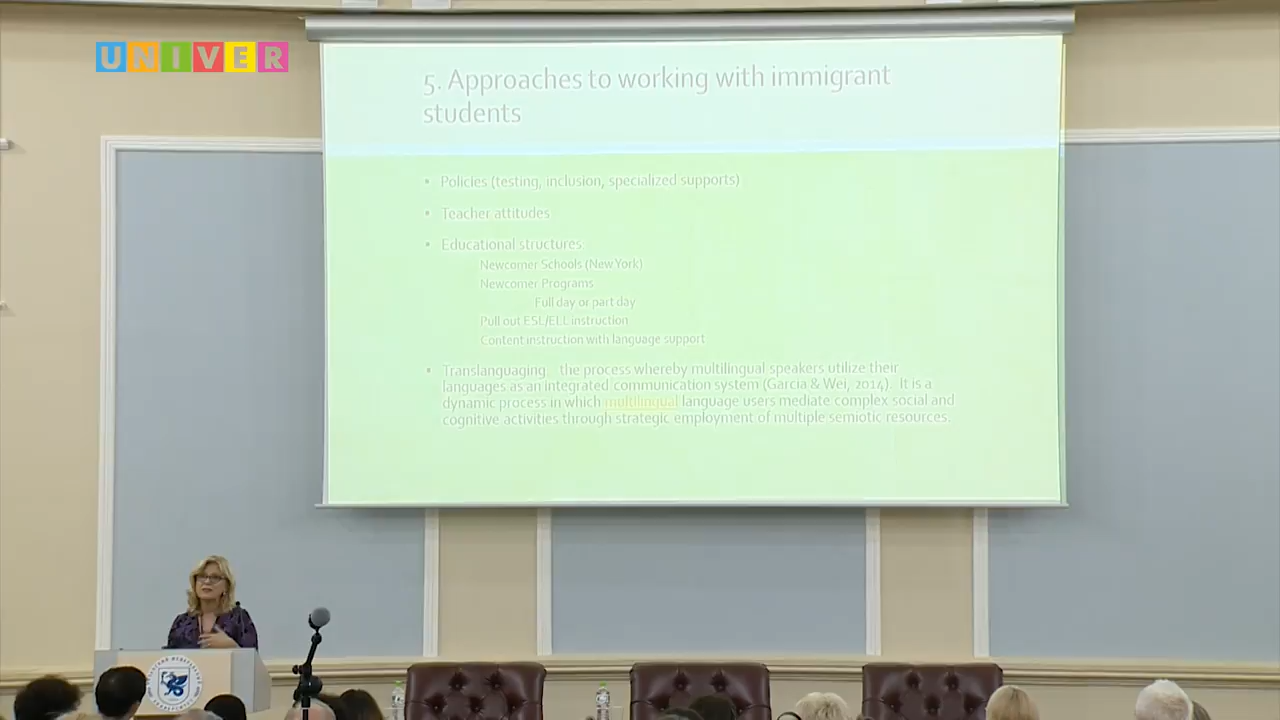 UNIVER
5. Approaches to working with immigrant
students
• Policies (testing, inclusion, specialized supports)
• Teacher attitudes
• Educational structures:
Newcomer Schools (New York)
Newcomer Programs
Full day or part day
Pull out ESL/ELL instruction
Content instruction with language support
• Translanguaging the process whereby multilingual speakers utilize their
languages as an integrated communication system (Garcia & Wei, 2014). It is a
dynamic process in which multilingual language users mediate complex social and
cognitive activities through strategic employment of multiple semiotic resources.